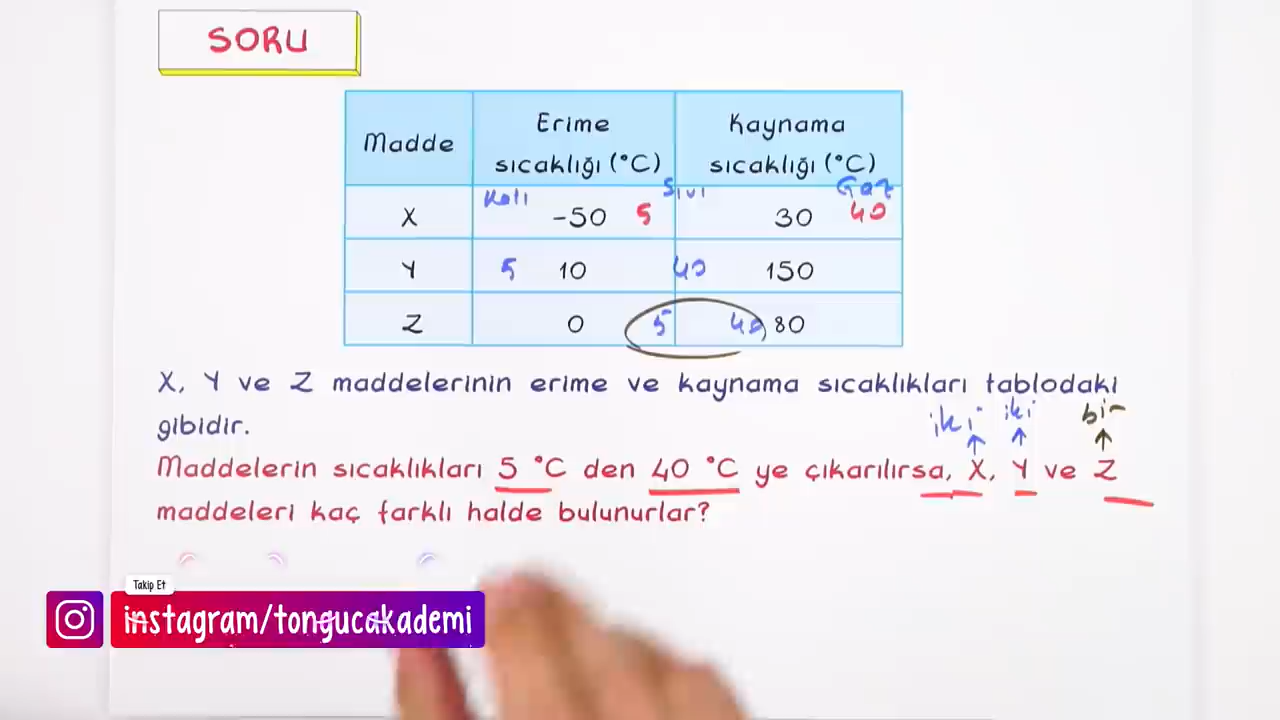 SORU
Madde
Erime
sıcaklığı (°C)
Kaynama
sıcaklığı (°C)
Katı
Sıvı
Gaz
X
-50
5
30
40
Y
5
10
40
150
Z
0
5
40
80
X, Y ve Z maddelerinin erime ve kaynama sıcaklıkları tablodaki
gibidir.
iki
iki
bir
Maddelerin sıcaklıkları 5 °C den 40 °C ye çıkarılırsa, X, Y ve Z
maddeleri kaç farklı halde bulunurlar?
Takip Et
instagram/tongucakademi